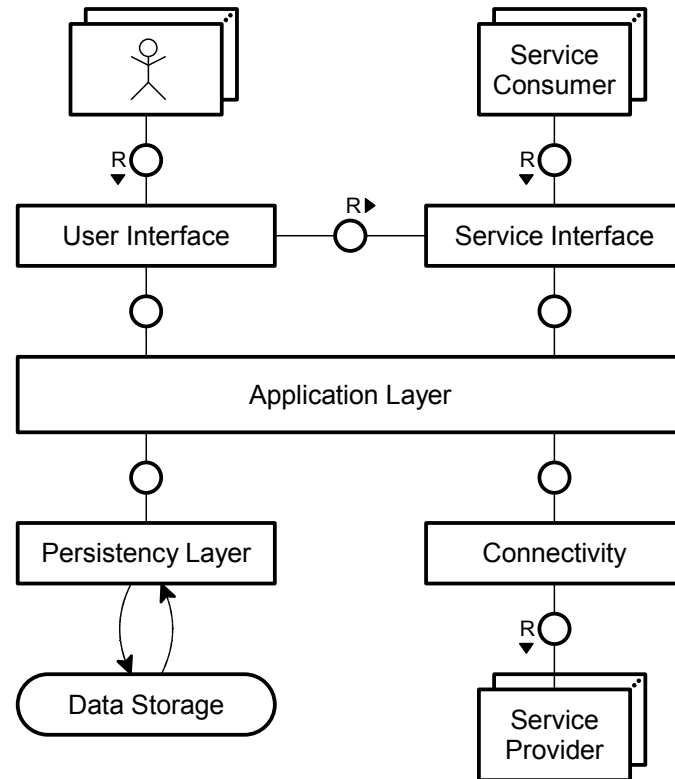 Service
Consumer
R
R
R
User Interface
Service Interface
Application Layer
Persistency Layer
Connectivity
R
Data Storage
Service
Provider